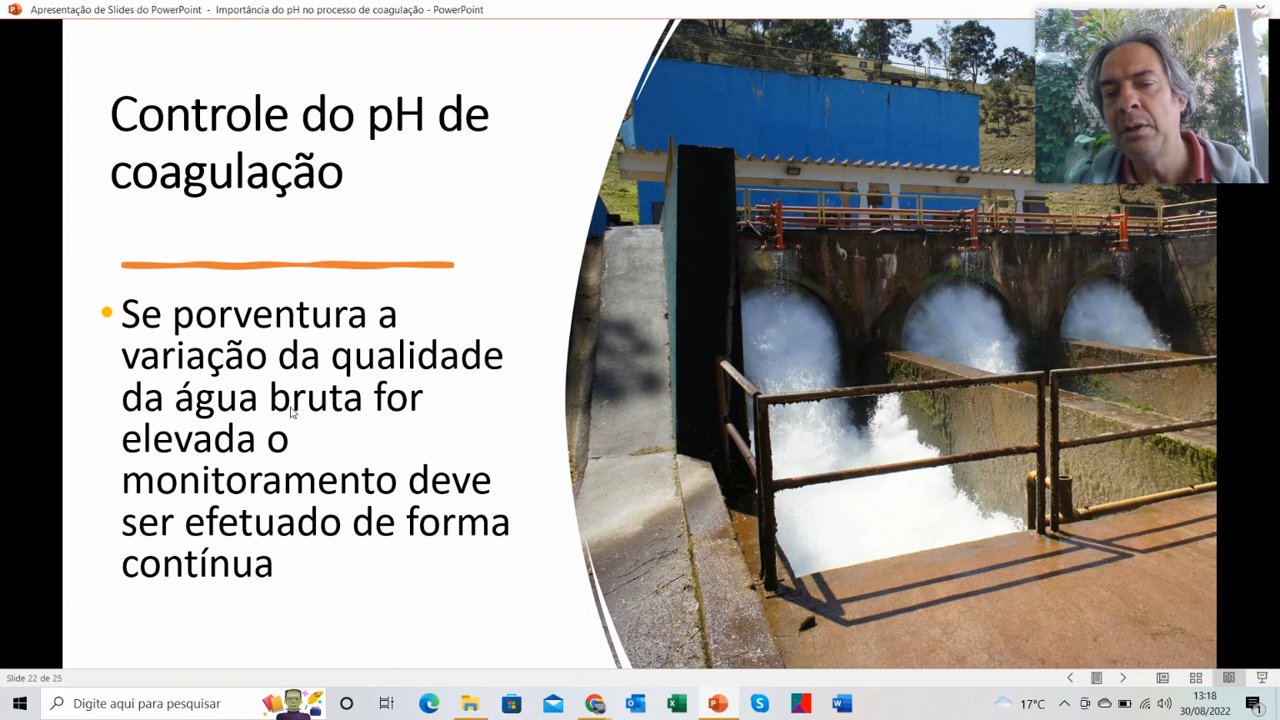 Apresentação de Slides do PowerPoint - Importância do pH no processo de coagulação - PowerPoint
Controle do pH de
coagulação
• Se porventura a
variação da qualidade
da água bruta for
elevada o
monitoramento deve
ser efetuado de forma
contínua
Slide 22 de 25
Digite aqui para pesquisar
17°C
13:18
30/08/2022
1